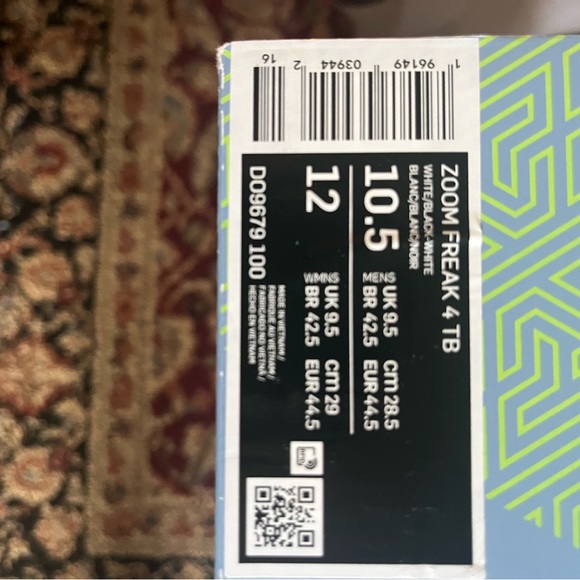 ZOOM FREAK 4 TB
WHITE/BLACK-WHITE
BLANC/BLANC/NOIR
10.5
MENS UK 9.5 cm 28.5
BR 42.5 EUR 44.5
12
WMNS UK 9.5 cm 29
BR 42.5 EUR 44.5
DO9679 100
MADE IN VIETNAM /
FABRIQUE AU VIETNAM /
FABRICADO NO VIETNÃ /
HECHO EN VIETNAM
1 96149 03944 2 16